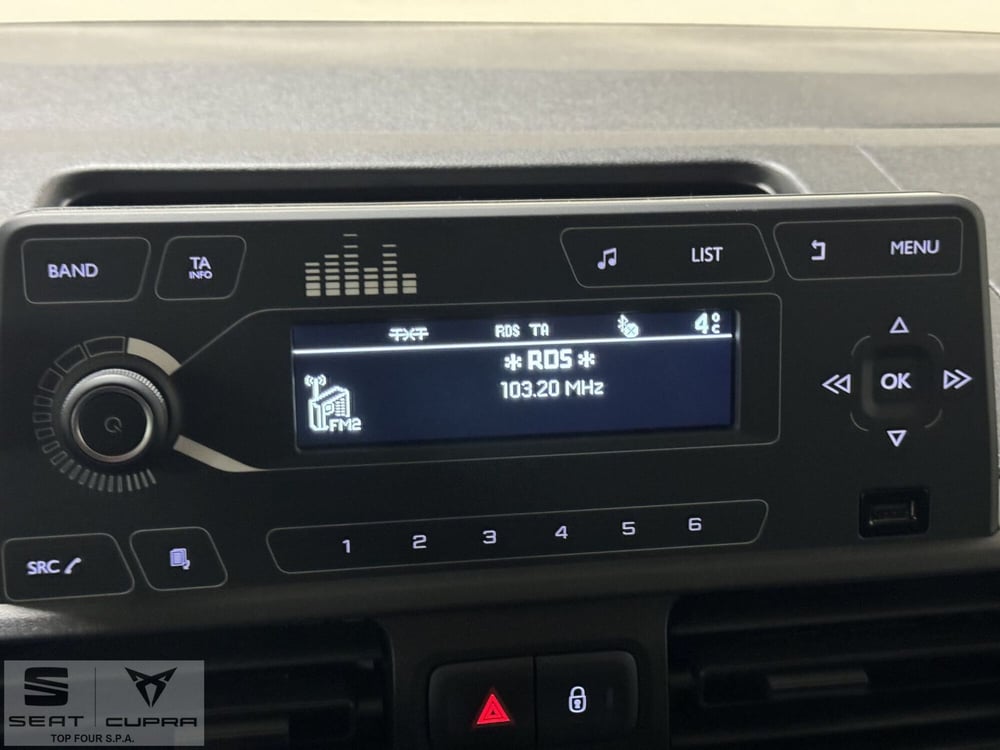 BAND
TA
INFO
LIST
MENU
TXT RDS TA 4°C
*RDS*
103.20 MHz
FM2
OK
1 2 3 4 5 6
SRC
SEAT CUPRA
TOP FOUR S.P.A.